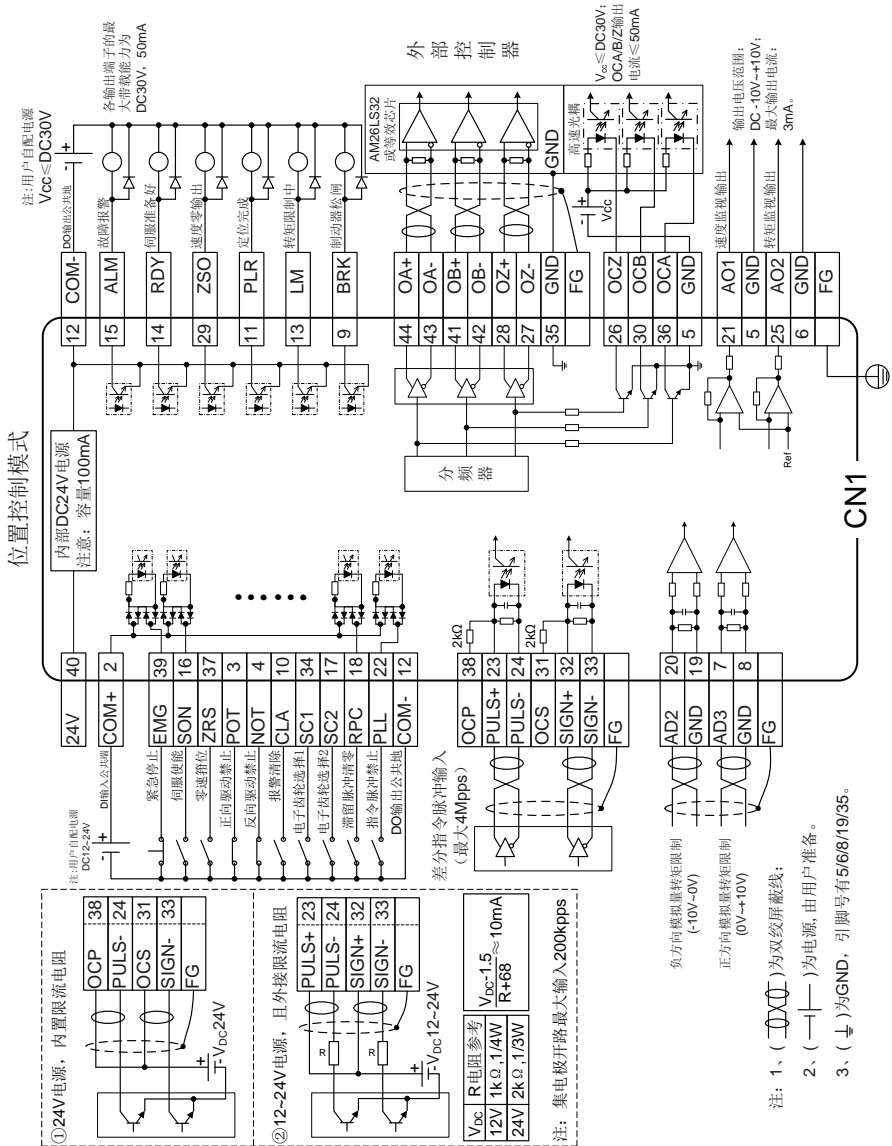 位置控制模式
注:用户自配电源
Vcc≤DC30V
各输出端子的最
大带载能力为
DC30V，50mA
内部DC24V电源
注意：容量100mA
40 24V
2 COM+
DI输入公共端
注:用户自配电源
DC12~24V
39 EMG 紧急停止
16 SON 伺服使能
37 ZRS 零速箝位
3 POT 正向驱动禁止
4 NOT 反向驱动禁止
10 CLA 报警清除
34 SC1 电子齿轮选择1
17 SC2 电子齿轮选择2
18 RPC 滞留脉冲清零
22 PLL 指令脉冲禁止
12 COM- DO输出公共地
差分指令脉冲输入
（最大4Mpps）
38 OCP 2kΩ
23 PULS+
24 PULS-
31 OCS 2kΩ
32 SIGN+
33 SIGN-
FG
20 AD2
19 GND
7 AD3
8 GND
FG
负方向模拟量转矩限制
(-10V~0V)
正方向模拟量转矩限制
(0V~+10V)
12 COM- DO输出公共地
15 ALM 故障报警
14 RDY 伺服准备好
29 ZSO 速度零输出
11 PLR 定位完成
13 LM 转矩限制中
9 BRK 制动器松闸
外部控制器
AM26LS32
或等效芯片
GND
44 OA+
43 OA-
41 OB+
42 OB-
28 OZ+
27 OZ-
35 GND
FG
分频器
高速光耦
Vcc≤DC30V;
OCA/B/Z输出
电流≤50mA
Vcc
26 OCZ
30 OCB
36 OCA
5 GND
21 AO1 速度监视输出
5 GND
25 AO2 转矩监视输出
6 GND
FG
Ref
输出电压范围：
DC -10V~+10V;
最大输出电流：
3mA。
CN1
①24V电源，内置限流电阻
OCP 38
PULS- 24
OCS 31
SIGN- 33
FG
VDC24V
②12~24V电源，且外接限流电阻
PULS+ 23
PULS- 24
SIGN+ 32
SIGN- 33
FG
R
R
VDC12~24V
VDC R电阻参考
12V 1kΩ,1/4W
24V 2kΩ,1/3W
VDC-1.5
R+68
≈10mA
注：集电极开路最大输入200kpps
注：1、( )为双绞屏蔽线；
2、( )为电源,由用户准备。
3、( )为GND，引脚号有5/6/8/19/35。